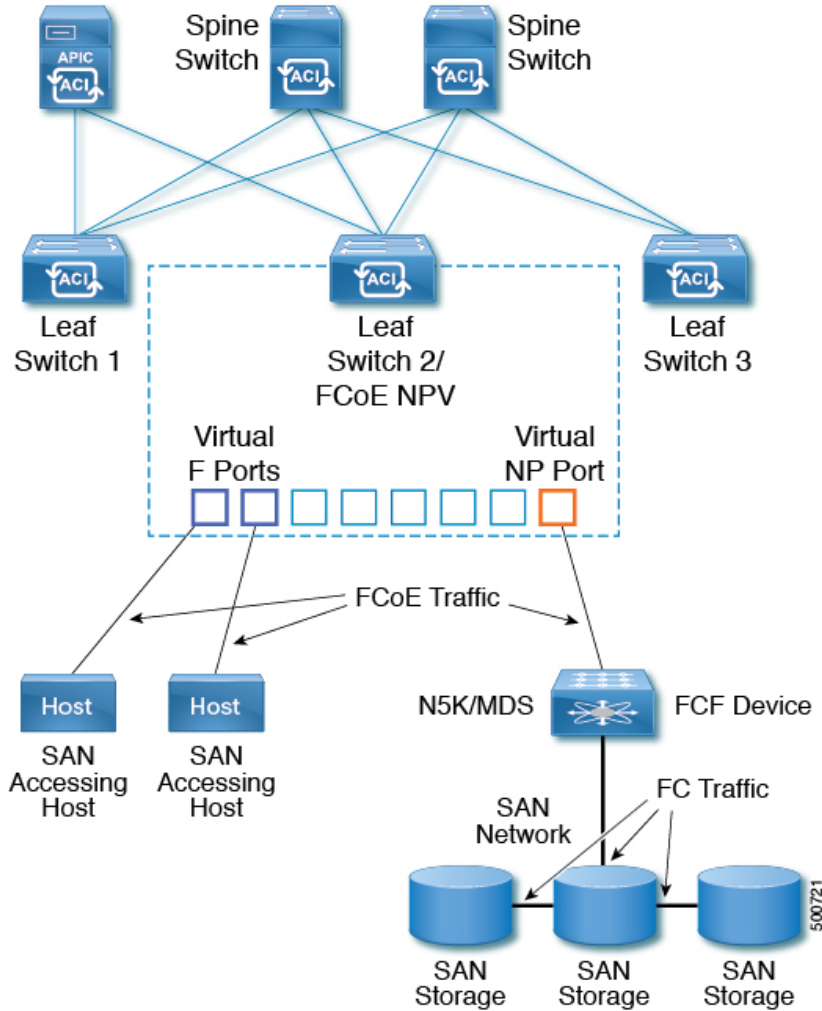 APIC
ACI
Spine
Switch
ACI
ACI
Spine
Switch
ACI
Leaf
Switch 1
ACI
Leaf
Switch 2/
FCoE NPV
ACI
Leaf
Switch 3
Virtual
F Ports
Virtual
NP Port
FCoE Traffic
Host
SAN
Accessing
Host
Host
SAN
Accessing
Host
N5K/MDS
FCF Device
FC Traffic
SAN
Network
SAN
Storage
SAN
Storage
SAN
Storage
500721